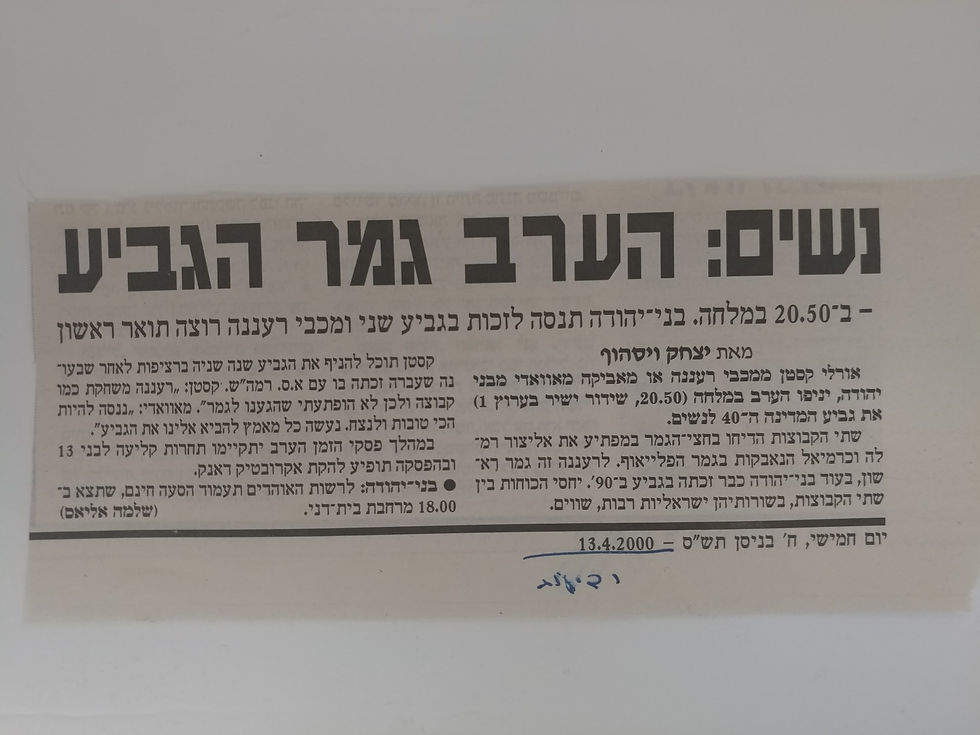 נשים: הערב גמר הגביע
– ב־20.50 במלחה. בני־יהודה תנסה לזכות בגביע שני ומכבי רעננה רוצה תואר ראשון
מאת יצחק ויסהוף
אורלי קסטן ממכבי רעננה או מאביקה מאוואדי מבני
יהודה, יניפו הערב במלחה (20.50, שידור ישיר בערוץ 1)
את גביע המדינה ה־40 לנשים.
שתי הקבוצות הדיחו בחצי־הגמר במפתיע את אליצור רמ־
לה וכרמיאל הנאבקות בגמר הפלייאוף. לרעננה זה גמר רא־
שון, בעוד בני־יהודה כבר זכתה בגביע ב־90'. יחסי הכוחות בין
שתי הקבוצות, בשורותיהן ישראליות רבות, שווים.
קסטן תוכל להניף את הגביע שנה שניה ברציפות לאחר שבעו־
נה שעברה זכתה בו עם א.ס. רמה"ש. קסטן: „רעננה משחקת כמו
קבוצה ולכן לא הופתעתי שהגענו לגמר". מאוואדי: „ננסה להיות
הכי טובות ולנצח. נעשה כל מאמץ להביא אלינו את הגביע".
במהלך פסקי הזמן הערב יתקיימו תחרות קליעה לבני 13
ובהפסקה תופיע להקת אקרובטיק ראנק.
● בני־יהודה: לרשות האוהדים תעמוד הסעה חינם, שתצא ב־
18.00 מרחבת בית־דני. (שלמה אליאס)
יום חמישי, ח' בניסן תש"ס – 13.4.2000